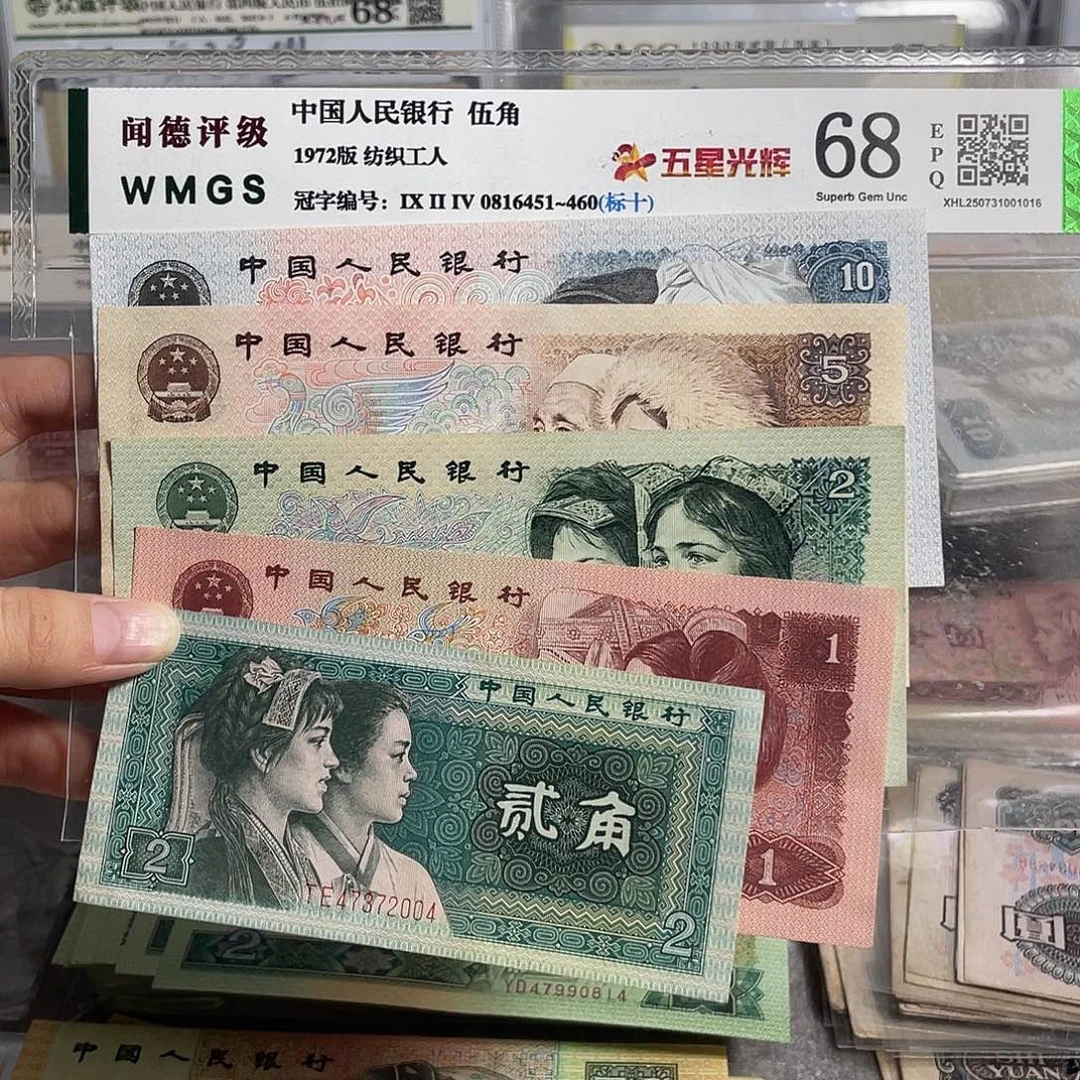 68
闻德评级
WMGS
中国人民银行 伍角
1972版 纺织工人
冠字编号：IX II IV 0816451~460(标十)
五星光辉
68
Superb Gem Unc
EPQ
XHL250731001016
中国人民银行
10
中国人民银行
5
中国人民银行
2
中国人民银行
1
中国人民银行
贰角
2
TE47372004
2
1
2
YD47990814
中国人民银行
YUAN